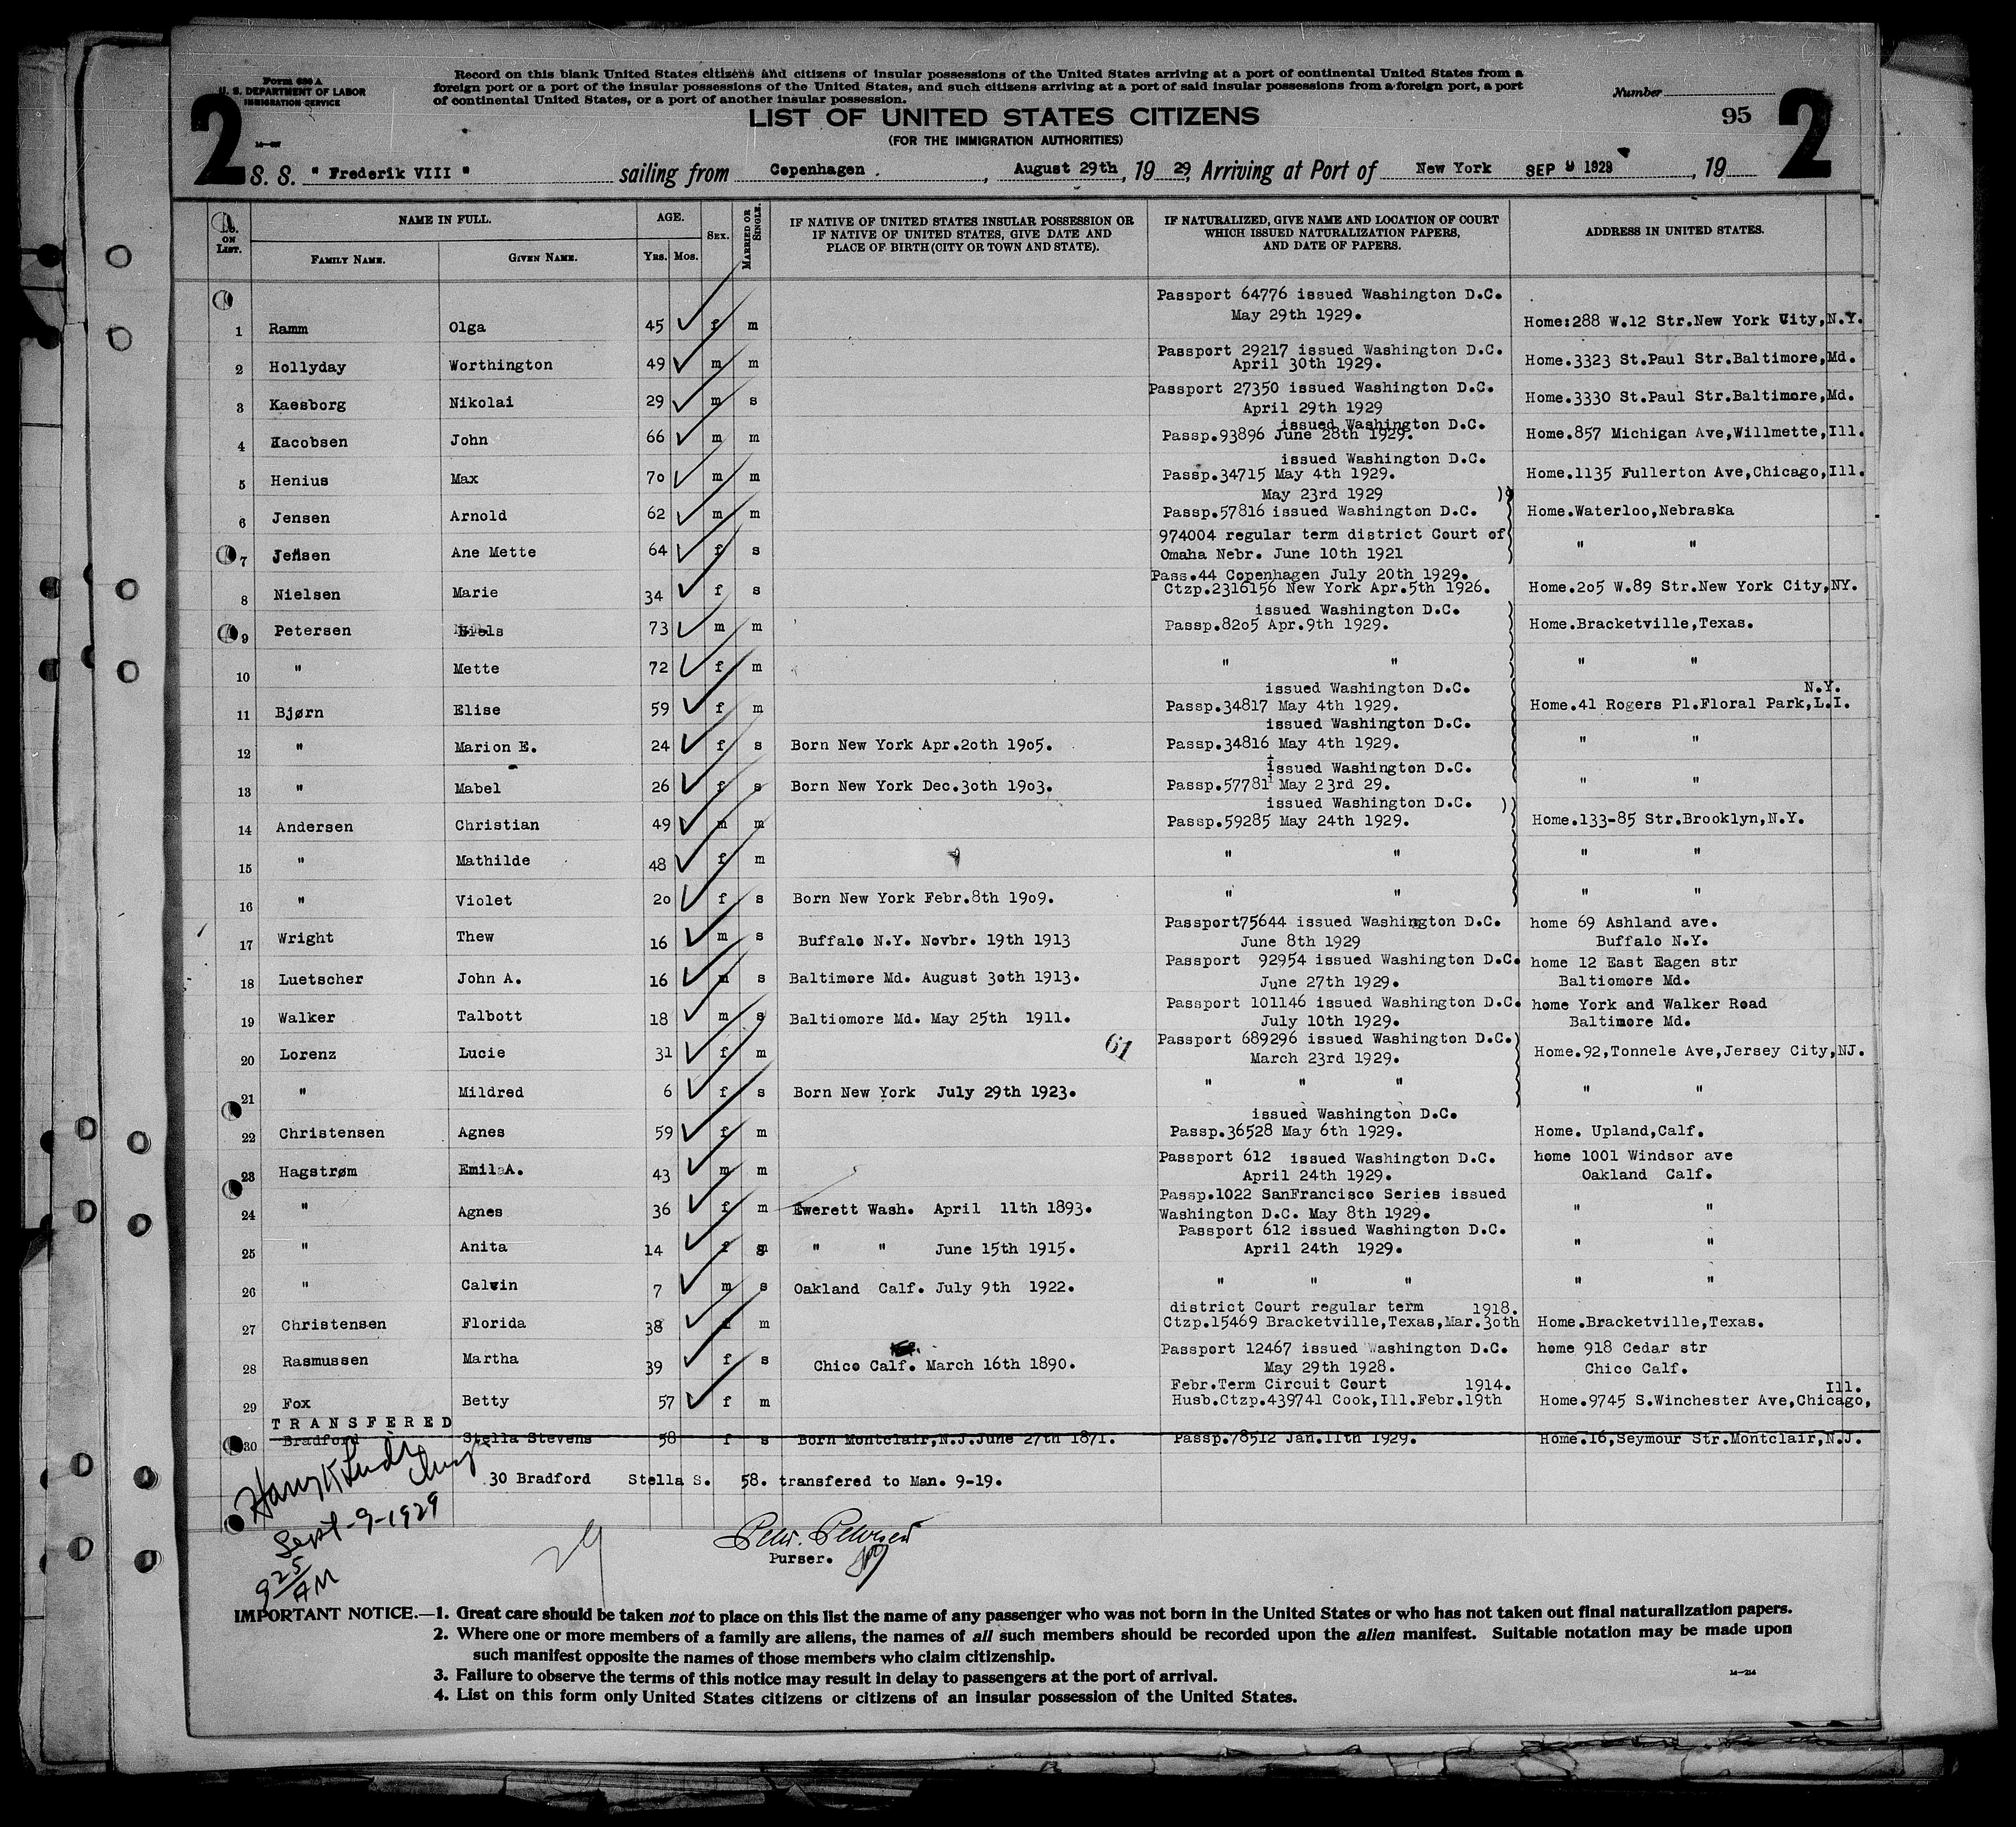 Form 630 A
U. S. DEPARTMENT OF LABOR
IMMIGRATION SERVICE
Record on this blank United States citizens and citizens of insular possessions of the United States arriving at a port of continental United States from a
foreign port or a port of the insular possessions of the United States, and such citizens arriving at a port of said insular possessions from a foreign port, a port
of continental United States, or a port of another insular possession.
Number
2
LIST OF UNITED STATES CITIZENS
95
2
(FOR THE IMMIGRATION AUTHORITIES)
S. S. " Frederik VIII " sailing from Copenhagen , August 29th, 19 29, Arriving at Port of New York SEP 9 1929 , 19
No. ON LIST. NAME IN FULL. AGE. SEX. MARRIED OR SINGLE. IF NATIVE OF UNITED STATES INSULAR POSSESSION OR IF NATIVE OF UNITED STATES, GIVE DATE AND PLACE OF BIRTH (CITY OR TOWN AND STATE). IF NATURALIZED, GIVE NAME AND LOCATION OF COURT WHICH ISSUED NATURALIZATION PAPERS, AND DATE OF PAPERS. ADDRESS IN UNITED STATES.
FAMILY NAME. GIVEN NAME. YRS. MOS.
1 Ramm Olga 45 f m Passport 64776 issued Washington D.C. May 29th 1929. Home:288 W.12 Str.New York City,N.Y.
2 Hollyday Worthington 49 m m Passport 29217 issued Washington D.C. April 30th 1929. Home.3323 St.Paul Str.Baltimore,Md.
3 Kaesborg Nikolai 29 m s Passport 27350 issued Washington D.C. April 29th 1929 Home.3330 St.Paul Str.Baltimore,Md.
4 Jacobsen John 66 m m issued Washington D.C. Passp.93896 June 28th 1929. Home.857 Michigan Ave,Willmette,Ill.
5 Henius Max 70 m m issued Washington D.C. Passp.34715 May 4th 1929. Home.1135 Fullerton Ave,Chicago,Ill.
6 Jensen Arnold 62 m m May 23rd 1929 Passp.57816 issued Washington D.C. Home.Waterloo,Nebraska
7 Jensen Ane Mette 64 f s 974004 regular term district Court of Omaha Nebr. June 10th 1921 " "
8 Nielsen Marie 34 f s Pass.44 Copenhagen July 20th 1929. Ctzp.2316156 New York Apr.5th 1926. Home.205 W.89 Str.New York City,NY.
9 Petersen Niels 73 m m issued Washington D.C. Passp.8205 Apr.9th 1929. Home.Bracketville,Texas.
10 " Mette 72 f m " " " "
11 Bjørn Elise 59 f m issued Washington D.C. Passp.34817 May 4th 1929. Home.41 Rogers Pl.Floral Park,L.I. N.Y.
12 " Marion E. 24 f s Born New York Apr.20th 1905. issued Washington D.C. Passp.34816 May 4th 1929. " "
13 " Mabel 26 f s Born New York Dec.30th 1903. issued Washington D.C. Passp.57781 May 23rd 29. " "
14 Andersen Christian 49 m m issued Washington D.C. Passp.59285 May 24th 1929. Home.133-85 Str.Brooklyn,N.Y.
15 " Mathilde 48 f m " " " "
16 " Violet 20 f s Born New York Febr.8th 1909. " " " "
17 Wright Thew 16 m s Buffalo N.Y. Novbr. 19th 1913 Passport75644 issued Washington D.C. June 8th 1929 home 69 Ashland ave. Buffalo N.Y.
18 Luetscher John A. 16 m s Baltimore Md. August 30th 1913. Passport 92954 issued Washington D.C. June 27th 1929. home 12 East Eagen str Baltiomore Md.
19 Walker Talbott 18 m s Baltiomore Md. May 25th 1911. Passport 101146 issued Washington D.C. July 10th 1929. home York and Walker Road Baltimore Md.
20 Lorenz Lucie 31 f m 61 Passport 689296 issued Washington D.C. March 23rd 1929. Home.92,Tonnele Ave,Jersey City,NJ.
21 " Mildred 6 f s Born New York July 29th 1923. " " " " "
22 Christensen Agnes 59 f m issued Washington D.C. Passp.36528 May 6th 1929. Home. Upland,Calf.
23 Hagstrøm Emil A. 43 m m Passport 612 issued Washington D.C. April 24th 1929. home 1001 Windsor ave Oakland Calf.
24 " Agnes 36 f m Ewerett Wash. April 11th 1893. Passp.1022 SanFrancisco Series issued Washington D.C. May 8th 1929. " "
25 " Anita 14 f s " " June 15th 1915. Passport 612 issued Washington D.C. April 24th 1929. " "
26 " Calvin 7 m s Oakland Calf. July 9th 1922. " " " " "
27 Christensen Florida 38 m district Court regular term 1918. Ctzp.15469 Bracketville,Texas,Mar.30th Home.Bracketville,Texas.
28 Rasmussen Martha 39 f s Chico Calf. March 16th 1890. Passport 12467 issued Washington D.C. May 29th 1928. home 918 Cedar str Chico Calf.
29 Fox Betty 57 f m Febr.Term Circuit Court 1914. Husb.Ctzp.439741 Cook,Ill.Febr.19th Home.9745 S.Winchester Ave,Chicago, Ill.
TRANSFERED
30 Bradford Stella Stevens 58 f s Born Montclair,N.J.June 27th 1871. Passp.78512 Jan.11th 1929. Home.16,Seymour Str.Montclair,N.J.
30 Bradford Stella S. 58. transfered to Man. 9-19.
Sept-9-1929
9 25 AM
29
Purser.
IMPORTANT NOTICE.—1. Great care should be taken not to place on this list the name of any passenger who was not born in the United States or who has not taken out final naturalization papers.
2. Where one or more members of a family are aliens, the names of all such members should be recorded upon the alien manifest. Suitable notation may be made upon
such manifest opposite the names of those members who claim citizenship.
3. Failure to observe the terms of this notice may result in delay to passengers at the port of arrival.
4. List on this form only United States citizens or citizens of an insular possession of the United States.
14—214